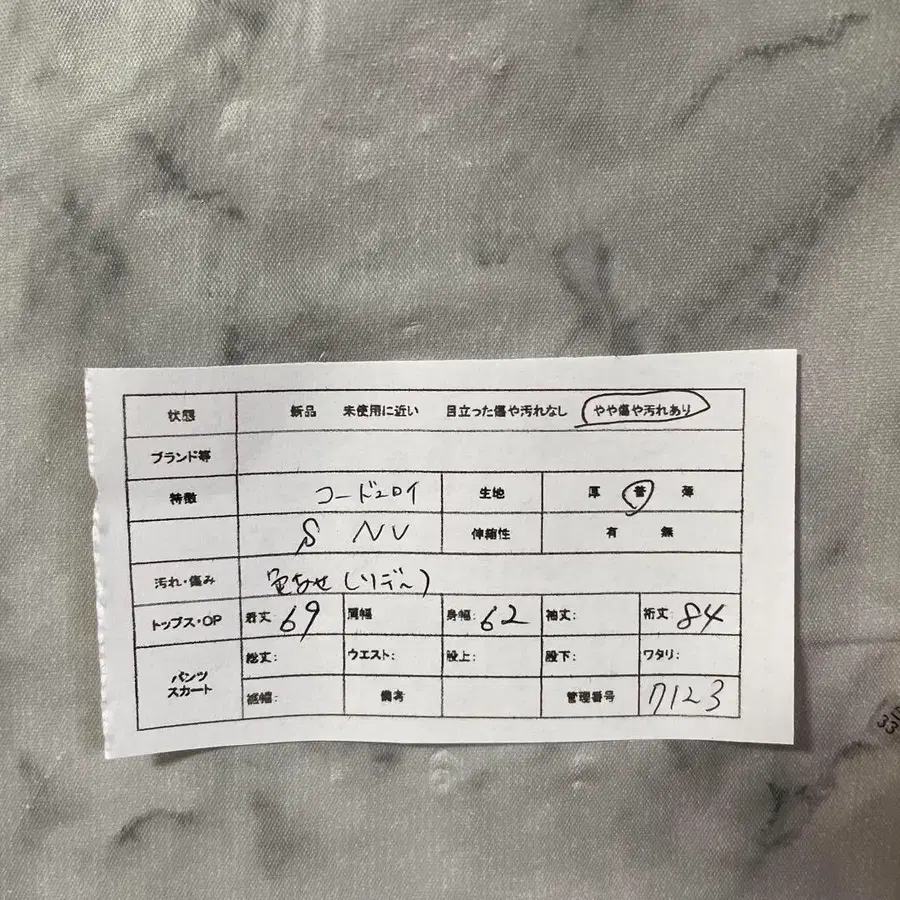 状態 新品 未使用に近い 目立った傷や汚れなし やや傷や汚れあり
ブランド等
特徴 コードュロイ 生地 厚 普 薄
S NV 伸縮性 有 無
汚れ・傷み 色あせ(リデ〜)
トップス・OP 着丈: 69 肩幅 身幅: 62 袖丈: 裄丈: 84
パンツ スカート 総丈: ウエスト: 股上: 股下: ワタリ:
裾幅: 備考 管理番号 7123
33